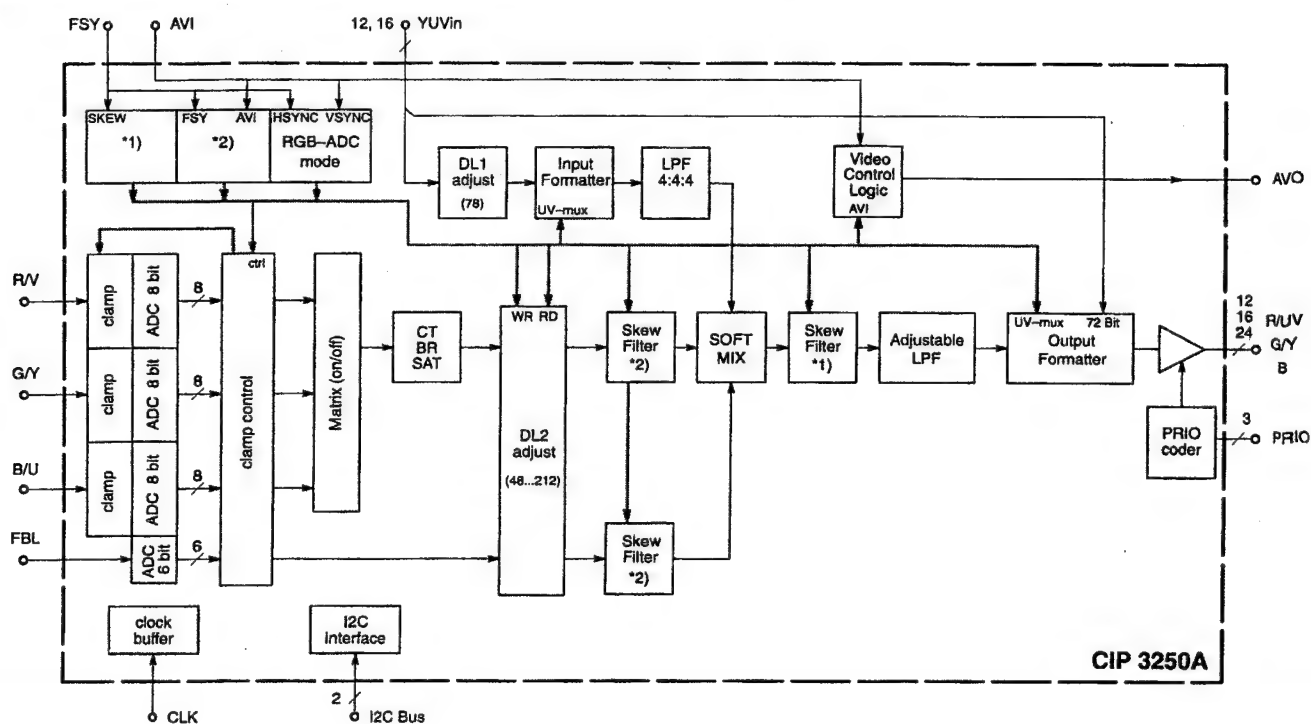 FSY AVI 12, 16 YUVin
SKEW FSY AVI HSYNC VSYNC
*1) *2) RGB–ADC
mode
DL1
adjust
(78)
Input
Formatter
UV–mux
LPF
4:4:4
Video
Control
Logic
AVI
AVO
R/V
clamp
ADC 8 bit
8
G/Y
clamp
ADC 8 bit
8
B/U
clamp
ADC 8 bit
8
FBL
ADC
6 bit
6
ctrl
clamp control
Matrix (on/off)
CT
BR
SAT
WR RD
DL2
adjust
(48...212)
Skew
Filter
*2)
SOFT
MIX
Skew
Filter
*1)
Adjustable
LPF
UV–mux 72 Bit
Output
Formatter
12
16
24
R/UV
G/Y
B
PRIO
coder
3
PRIO
Skew
Filter
*2)
clock
buffer
I2C
interface
CIP 3250A
CLK
2
I2C Bus